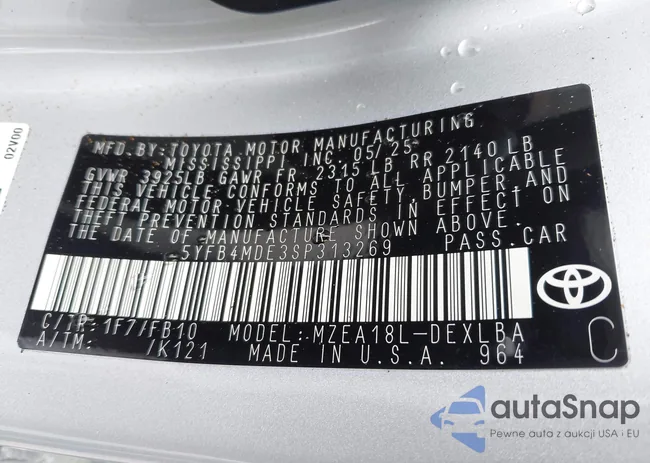 02V00
MFD.BY:TOYOTA MOTOR MANUFACTURING
MISSISSIPPI INC.05/25
GVWR 3925LB GAWR FR 2315LB RR 2140LB
THIS VEHICLE CONFORMS TO ALL APPLICABLE
FEDERAL MOTOR VEHICLE SAFETY,BUMPER,AND
THEFT PREVENTION STANDARDS IN EFFECT ON
THE DATE OF MANUFACTURE SHOWN ABOVE.
5YFB4MDE3SP313269 PASS.CAR
C/TR:1F7/FB10 MODEL:MZEA18L-DEXLBA
A/TM: /K121 MADE IN U.S.A. 964
C
autaSnap
Pewne auta z aukcji USA i EU